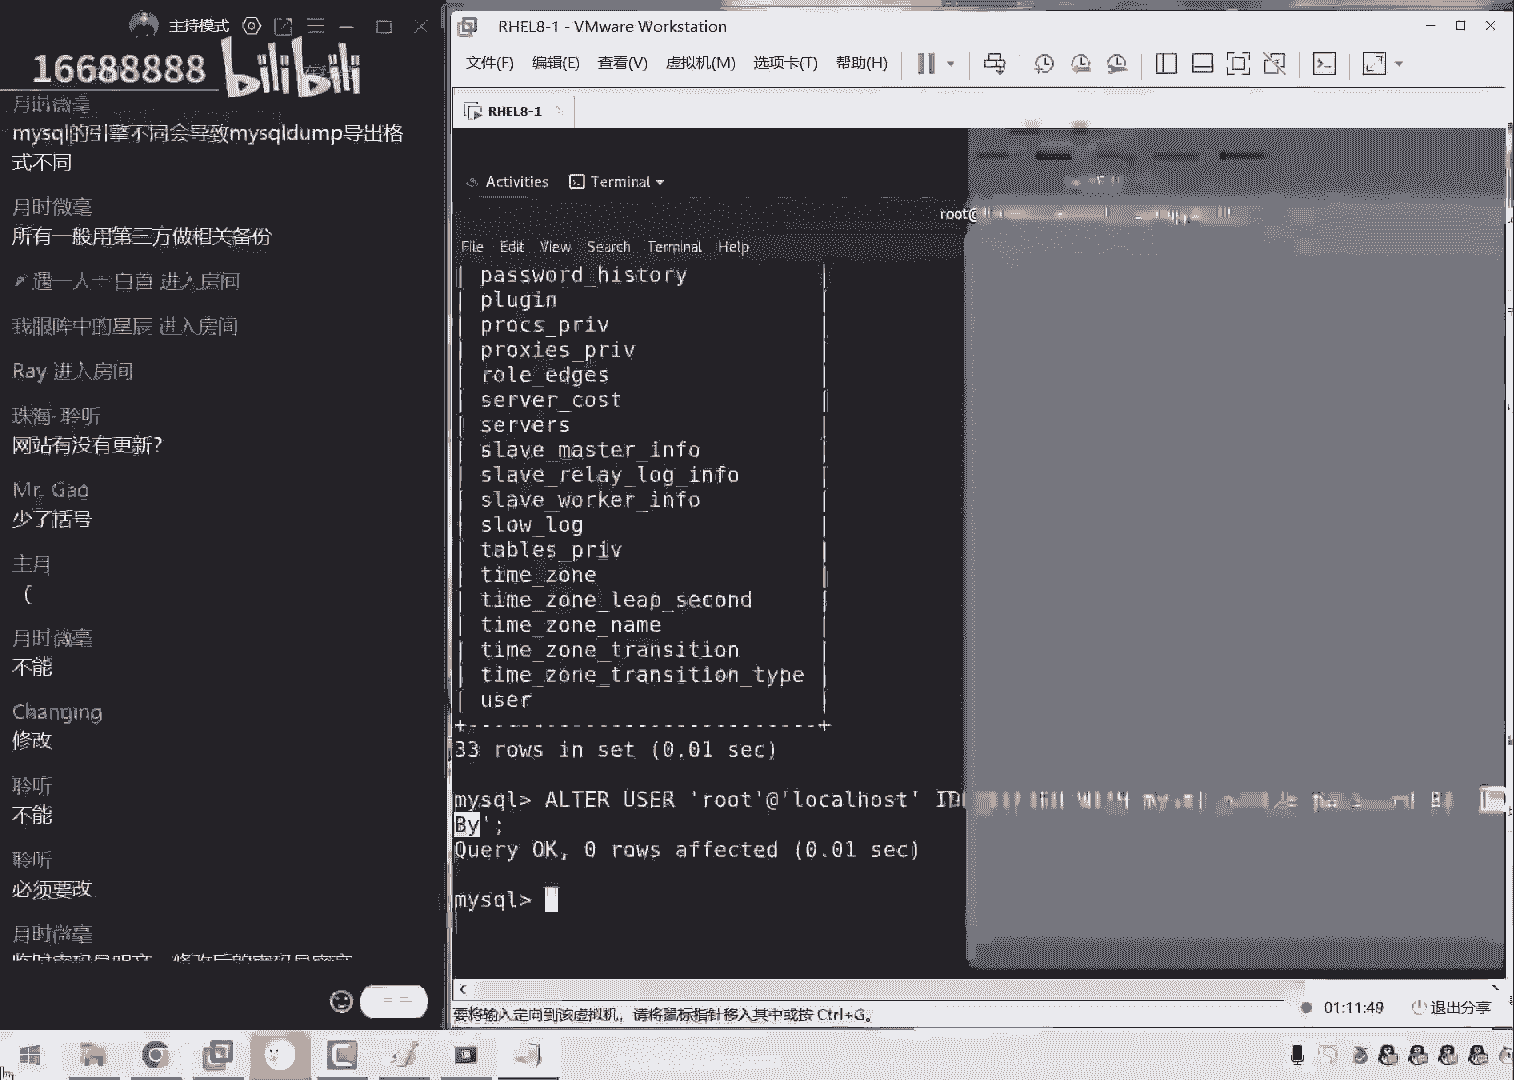 主持模式
16688888 bilibili
月时微毫
mysql的引擎不同会导致mysqldump导出格
式不同
月时微毫
所有一般用第三方做相关备份
遇一人 白首 进入房间
我眼眸中的星辰 进入房间
Ray 进入房间
珠海-聆听
网站有没有更新?
Mr. Gao
少了括号
主月
(
月时微毫
不能
Changing
修改
聆听
不能
聆听
必须要改
月时微毫
RHEL8-1 - VMware Workstation
文件(F) 编辑(E) 查看(V) 虚拟机(M) 选项卡(T) 帮助(H)
RHEL8-1
Activities Terminal
root@
File Edit View Search Terminal Help
| password_history |
| plugin |
| procs_priv |
| proxies_priv |
| role_edges |
| server_cost |
| servers |
| slave_master_info |
| slave_relay_log_info |
| slave_worker_info |
| slow_log |
| tables_priv |
| time_zone |
| time_zone_leap_second |
| time_zone_name |
| time_zone_transition |
| time_zone_transition_type |
| user |
+---------------------------+
33 rows in set (0.01 sec)
mysql> ALTER USER 'root'@'localhost'
By';
Query OK, 0 rows affected (0.01 sec)
mysql>
要将输入定向到该虚拟机，请将鼠标指针移入其中或按 Ctrl+G。
01:11:49 退出分享